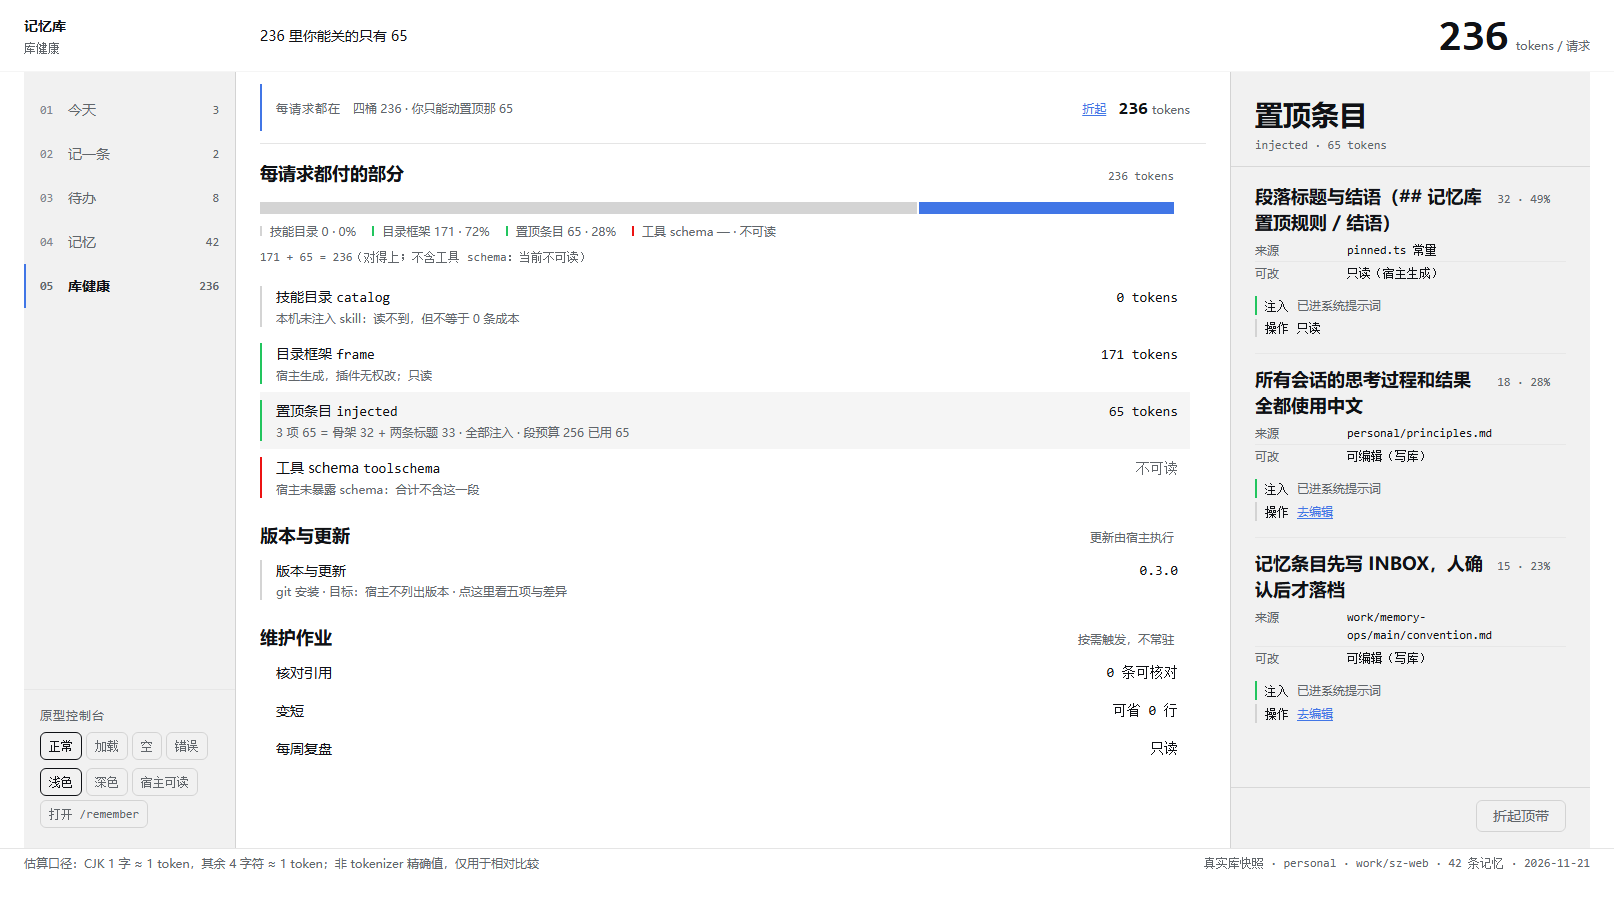 记忆库
库健康
236 里你能关的只有 65
236 tokens / 请求
01 今天 3
02 记一条 2
03 待办 8
04 记忆 42
05 库健康 236
原型控制台
正常 加载 空 错误
浅色 深色 宿主可读
打开 /remember
每请求都在 四桶 236 · 你只能动置顶那 65 折起 236 tokens
每请求都付的部分 236 tokens
技能目录 0 · 0% 目录框架 171 · 72% 置顶条目 65 · 28% 工具 schema — · 不可读
171 + 65 = 236（对得上；不含工具 schema: 当前不可读）
技能目录 catalog 0 tokens
本机未注入 skill：读不到，但不等于 0 条成本
目录框架 frame 171 tokens
宿主生成，插件无权改；只读
置顶条目 injected 65 tokens
3 项 65 = 骨架 32 + 两条标题 33 · 全部注入 · 段预算 256 已用 65
工具 schema toolschema 不可读
宿主未暴露 schema：合计不含这一段
版本与更新 更新由宿主执行
版本与更新 0.3.0
git 安装 · 目标：宿主不列出版本 · 点这里看五项与差异
维护作业 按需触发，不常驻
核对引用 0 条可核对
变短 可省 0 行
每周复盘 只读
置顶条目
injected · 65 tokens
段落标题与结语（## 记忆库 32 · 49%
置顶规则 / 结语）
来源 pinned.ts 常量
可改 只读（宿主生成）
注入 已进系统提示词
操作 只读
所有会话的思考过程和结果 18 · 28%
全都使用中文
来源 personal/principles.md
可改 可编辑（写库）
注入 已进系统提示词
操作 去编辑
记忆条目先写 INBOX，人确 15 · 23%
认后才落档
来源 work/memory-
ops/main/convention.md
可改 可编辑（写库）
注入 已进系统提示词
操作 去编辑
折起顶带
估算口径：CJK 1 字 ≈ 1 token，其余 4 字符 ≈ 1 token；非 tokenizer 精确值，仅用于相对比较
真实库快照 · personal · work/sz-web · 42 条记忆 · 2026-11-21